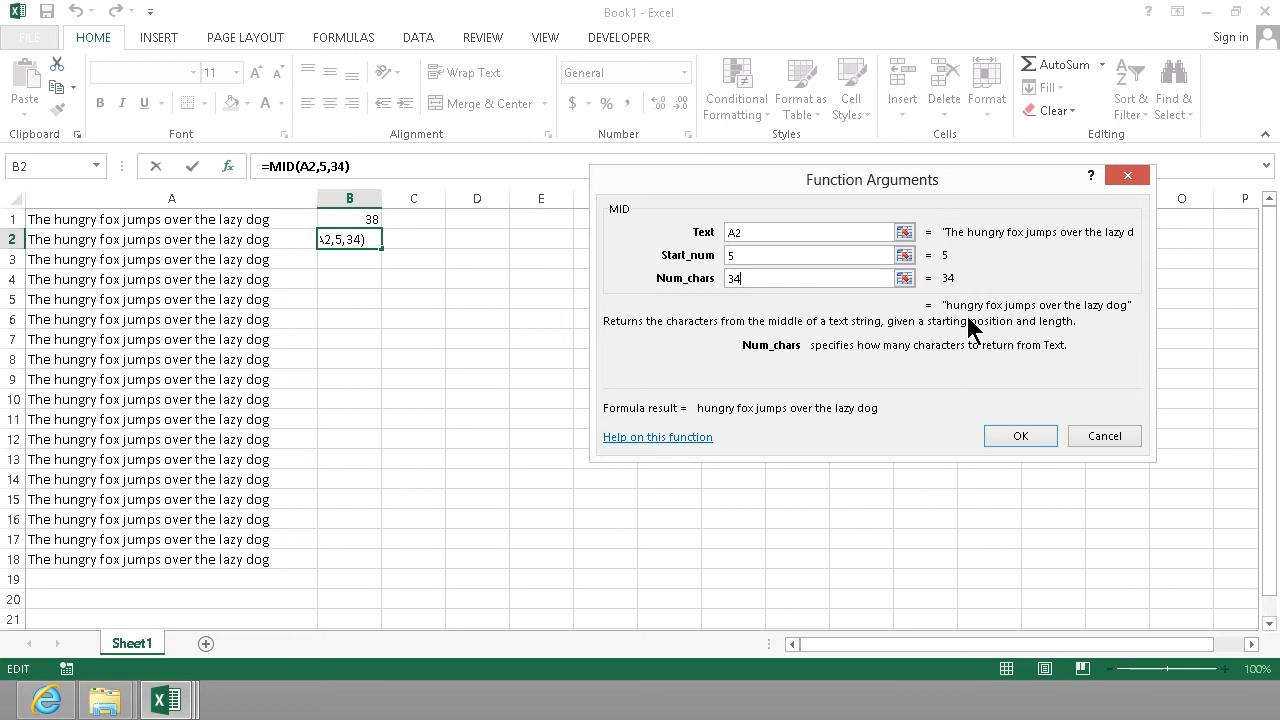 Book1 - Excel
?
FILE
HOME
INSERT
PAGE LAYOUT
FORMULAS
DATA
REVIEW
VIEW
DEVELOPER
Sign in
Paste
11
A A
B I U
A
Wrap Text
Merge & Center
General
$ % ,
Conditional Formatting
Format as Table
Cell Styles
Insert
Delete
Format
AutoSum
Fill
Clear
Sort & Filter
Find & Select
Clipboard
Font
Alignment
Number
Styles
Cells
Editing
B2
fx
=MID(A2,5,34)
A B C D E O P
1 The hungry fox jumps over the lazy dog 38
2 The hungry fox jumps over the lazy dog A2,5,34)
3 The hungry fox jumps over the lazy dog
4 The hungry fox jumps over the lazy dog
5 The hungry fox jumps over the lazy dog
6 The hungry fox jumps over the lazy dog
7 The hungry fox jumps over the lazy dog
8 The hungry fox jumps over the lazy dog
9 The hungry fox jumps over the lazy dog
10 The hungry fox jumps over the lazy dog
11 The hungry fox jumps over the lazy dog
12 The hungry fox jumps over the lazy dog
13 The hungry fox jumps over the lazy dog
14 The hungry fox jumps over the lazy dog
15 The hungry fox jumps over the lazy dog
16 The hungry fox jumps over the lazy dog
17 The hungry fox jumps over the lazy dog
18 The hungry fox jumps over the lazy dog
19
20
21
Function Arguments
?
MID
Text A2 = "The hungry fox jumps over the lazy d
Start_num 5 = 5
Num_chars 34 = 34
= "hungry fox jumps over the lazy dog"
Returns the characters from the middle of a text string, given a starting position and length.
Num_chars specifies how many characters to return from Text.
Formula result = hungry fox jumps over the lazy dog
Help on this function
OK
Cancel
Sheet1
EDIT
100%